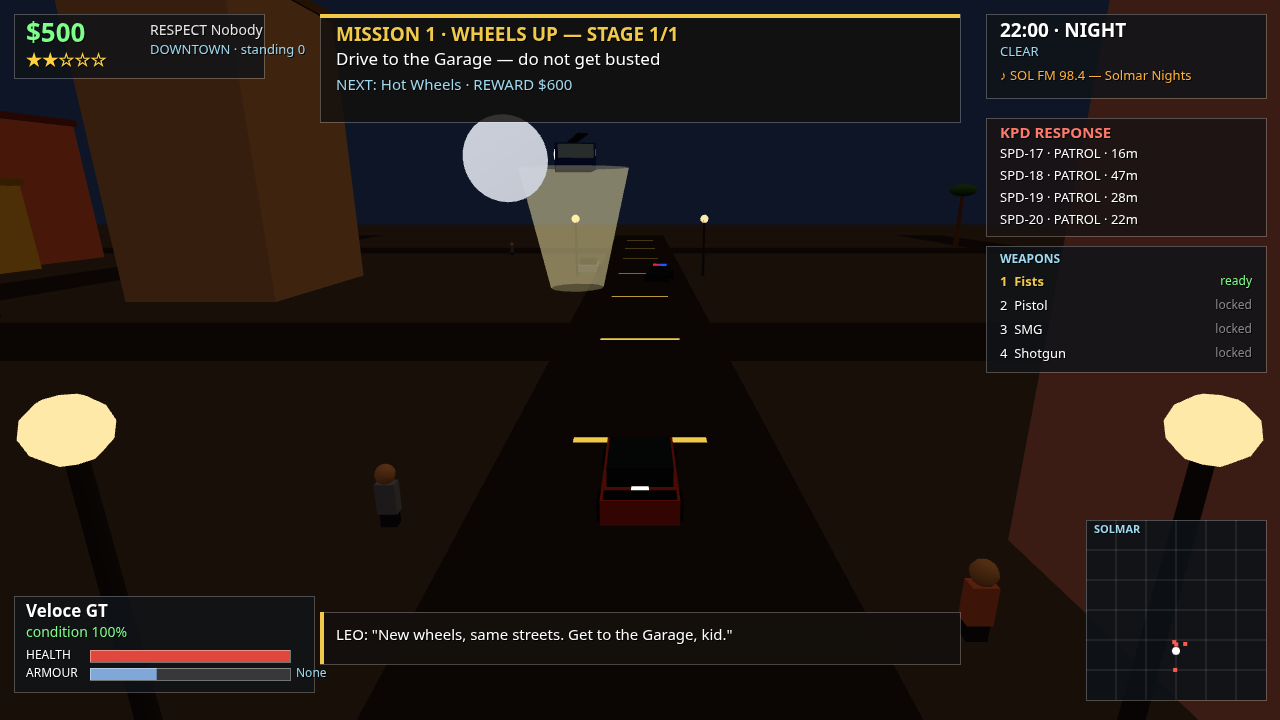 $500
RESPECT Nobody
DOWNTOWN · standing 0
★★☆☆☆
MISSION 1 · WHEELS UP — STAGE 1/1
Drive to the Garage — do not get busted
NEXT: Hot Wheels · REWARD $600
22:00 · NIGHT
CLEAR
♪ SOL FM 98.4 — Solmar Nights
KPD RESPONSE
SPD-17 · PATROL · 16m
SPD-18 · PATROL · 47m
SPD-19 · PATROL · 28m
SPD-20 · PATROL · 22m
WEAPONS
1 Fists ready
2 Pistol locked
3 SMG locked
4 Shotgun locked
SOLMAR
Veloce GT
condition 100%
HEALTH
ARMOUR None
LEO: "New wheels, same streets. Get to the Garage, kid."